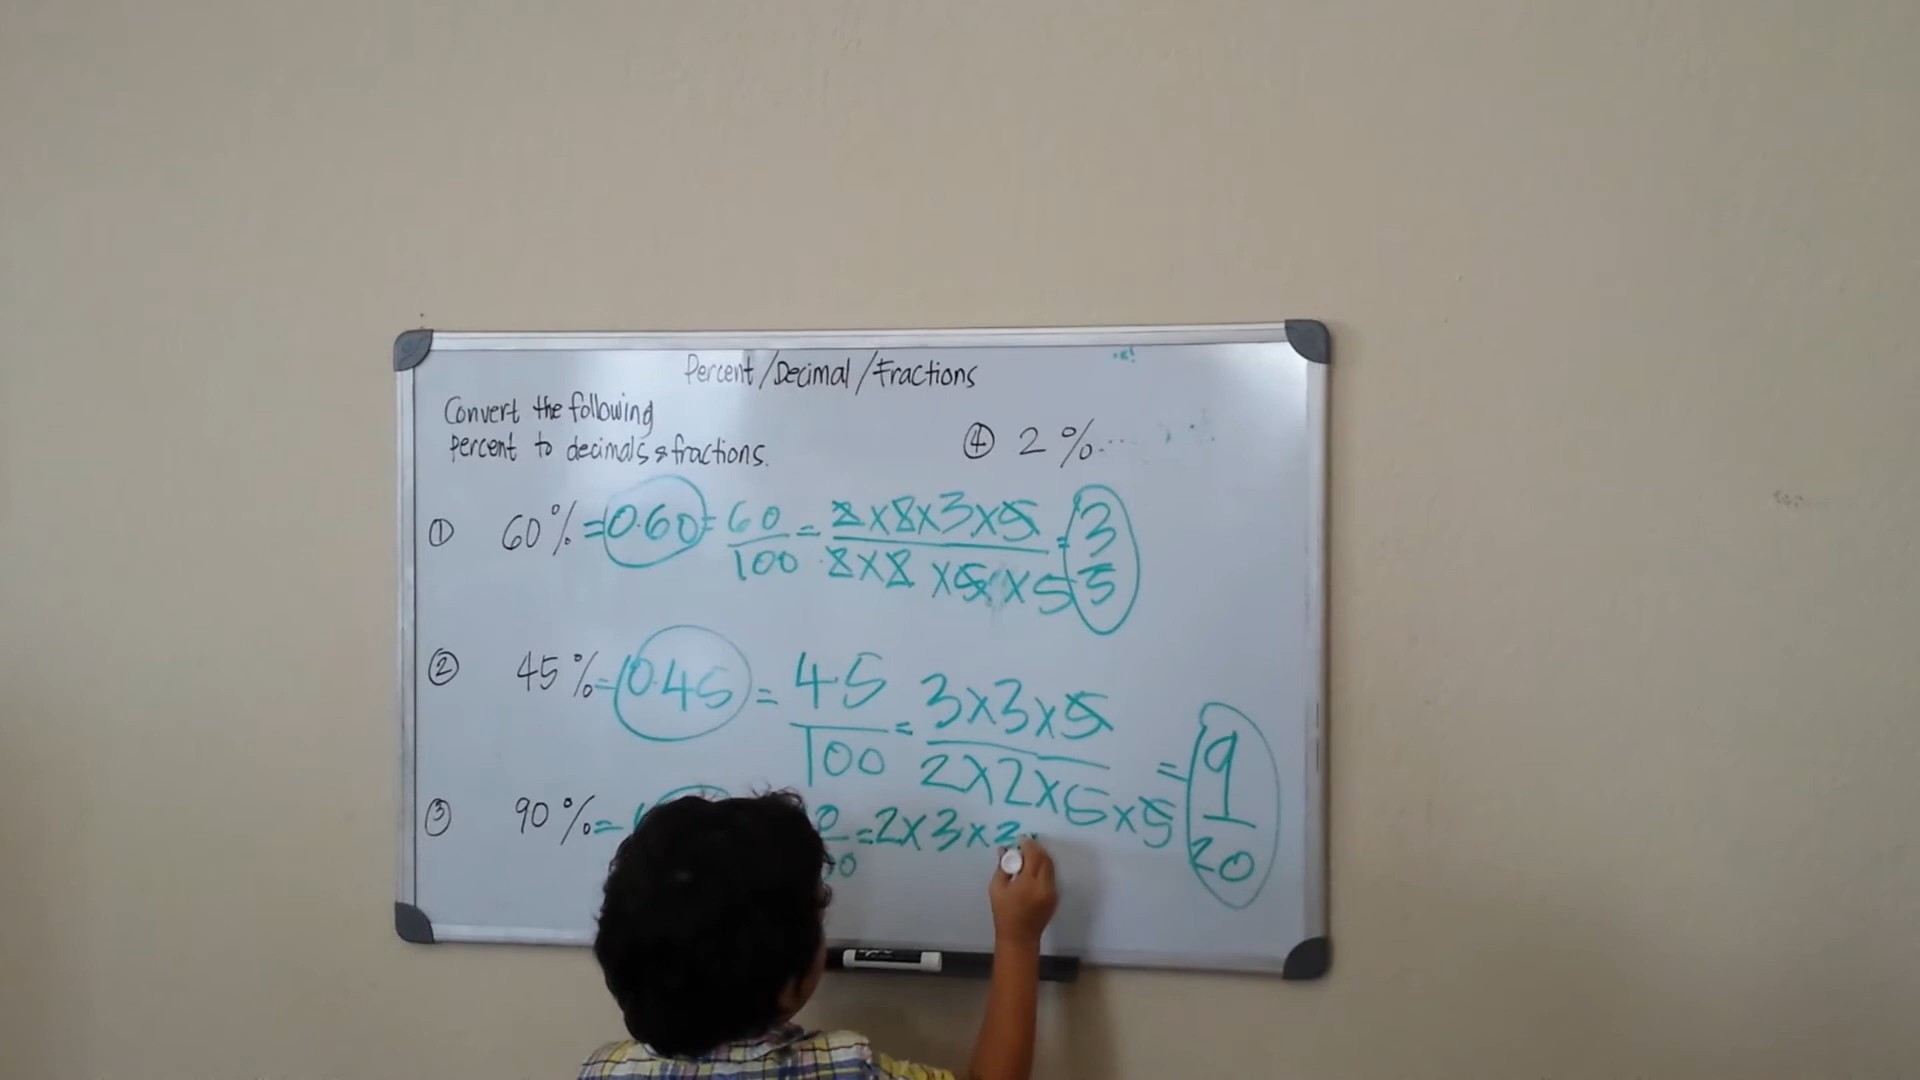 Percent/Decimal/Fractions
Convert the following
percent to decimals & fractions.
④ 2%
① 60% = 0.60 = 60/100 = 2x2x3x5/2x2x5x5 = 3/5
② 45% = 0.45 = 45/100 = 3x3x5/2x2x5x5 = 9/20
③ 90% = = 2x3x3